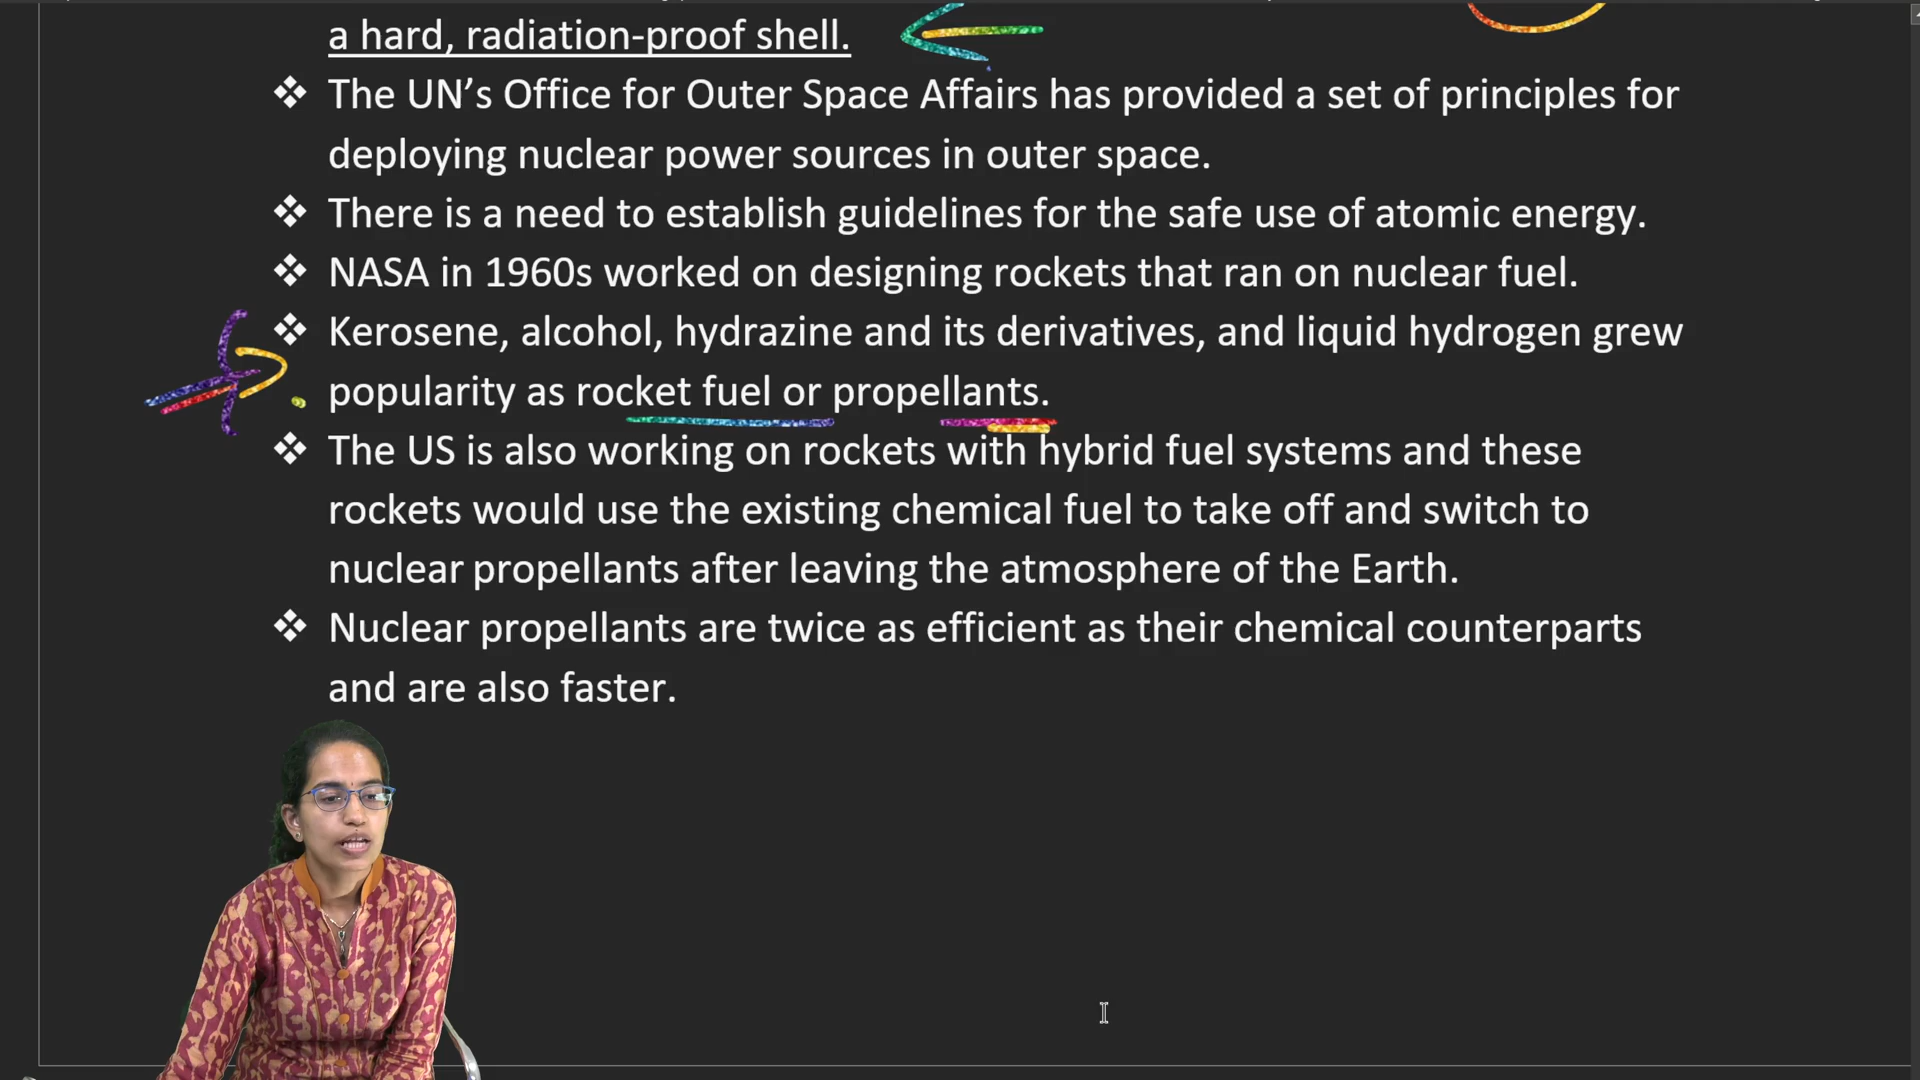 a hard, radiation-proof shell.
❖ The UN’s Office for Outer Space Affairs has provided a set of principles for
deploying nuclear power sources in outer space.
❖ There is a need to establish guidelines for the safe use of atomic energy.
❖ NASA in 1960s worked on designing rockets that ran on nuclear fuel.
❖ Kerosene, alcohol, hydrazine and its derivatives, and liquid hydrogen grew
popularity as rocket fuel or propellants.
❖ The US is also working on rockets with hybrid fuel systems and these
rockets would use the existing chemical fuel to take off and switch to
nuclear propellants after leaving the atmosphere of the Earth.
❖ Nuclear propellants are twice as efficient as their chemical counterparts
and are also faster.